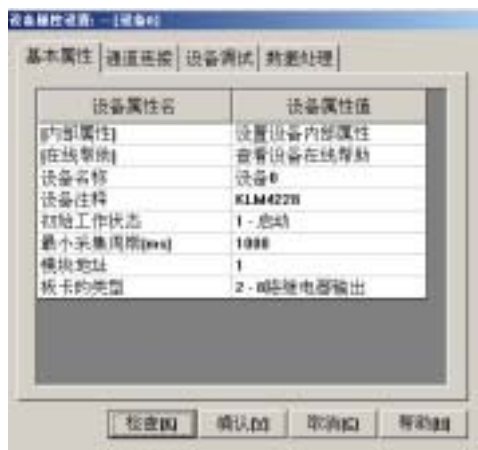 设备属性设置: -- [设备0]
基本属性 通道连接 设备调试 数据处理
设备属性名 设备属性值
[内部属性] 设置设备内部属性
[在线帮助] 查看设备在线帮助
设备名称 设备0
设备注释 KLM4228
初始工作状态 1 - 启动
最小采集周期[ms] 1000
模块地址 1
板卡的类型 2 - 8路继电器输出
检查[K] 确认[Y] 取消[C] 帮助[H]